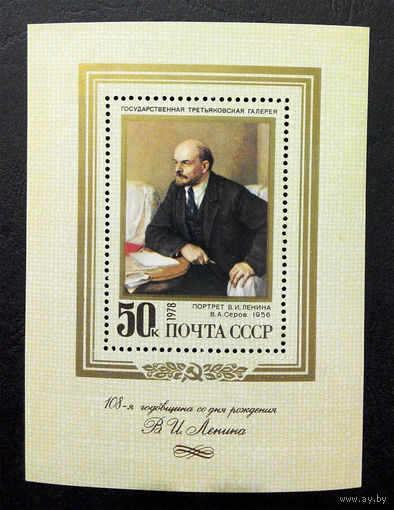 ГОСУДАРСТВЕННАЯ ТРЕТЬЯКОВСКАЯ ГАЛЕРЕЯ
ПОРТРЕТ В.И.ЛЕНИНА
В.А.Серов. 1956
50к 1978 ПОЧТА СССР
108-я годовщина со дня рождения
В. И. Ленина
www.ay.by